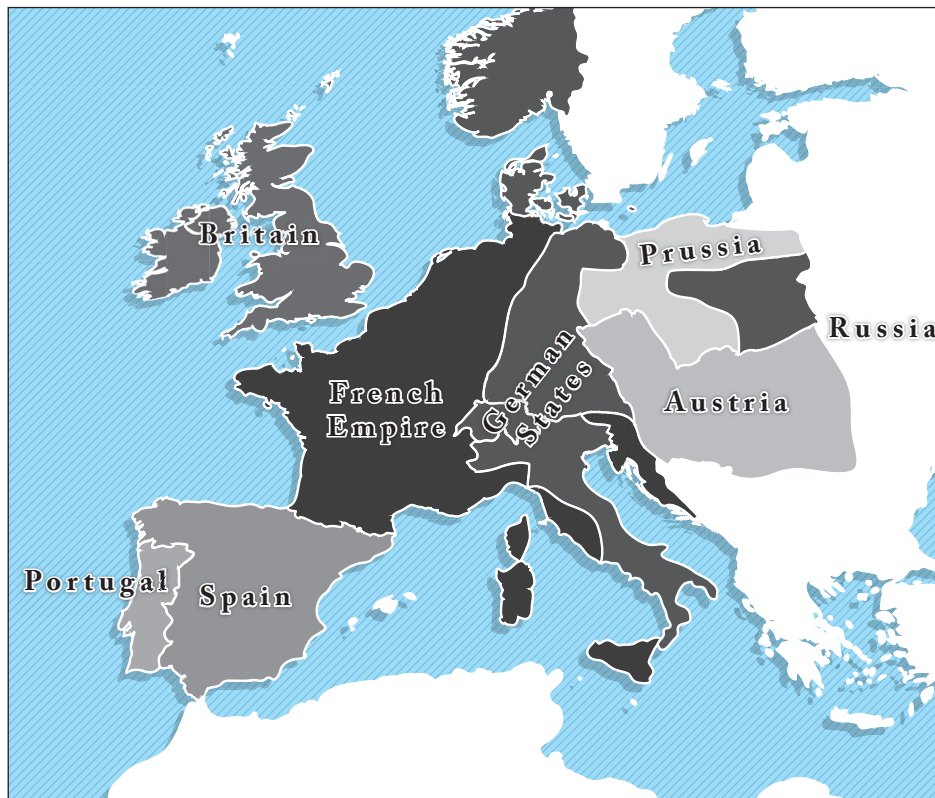 Britain
Prussia
Russia
German
States
French
Empire
Austria
Portugal
Spain